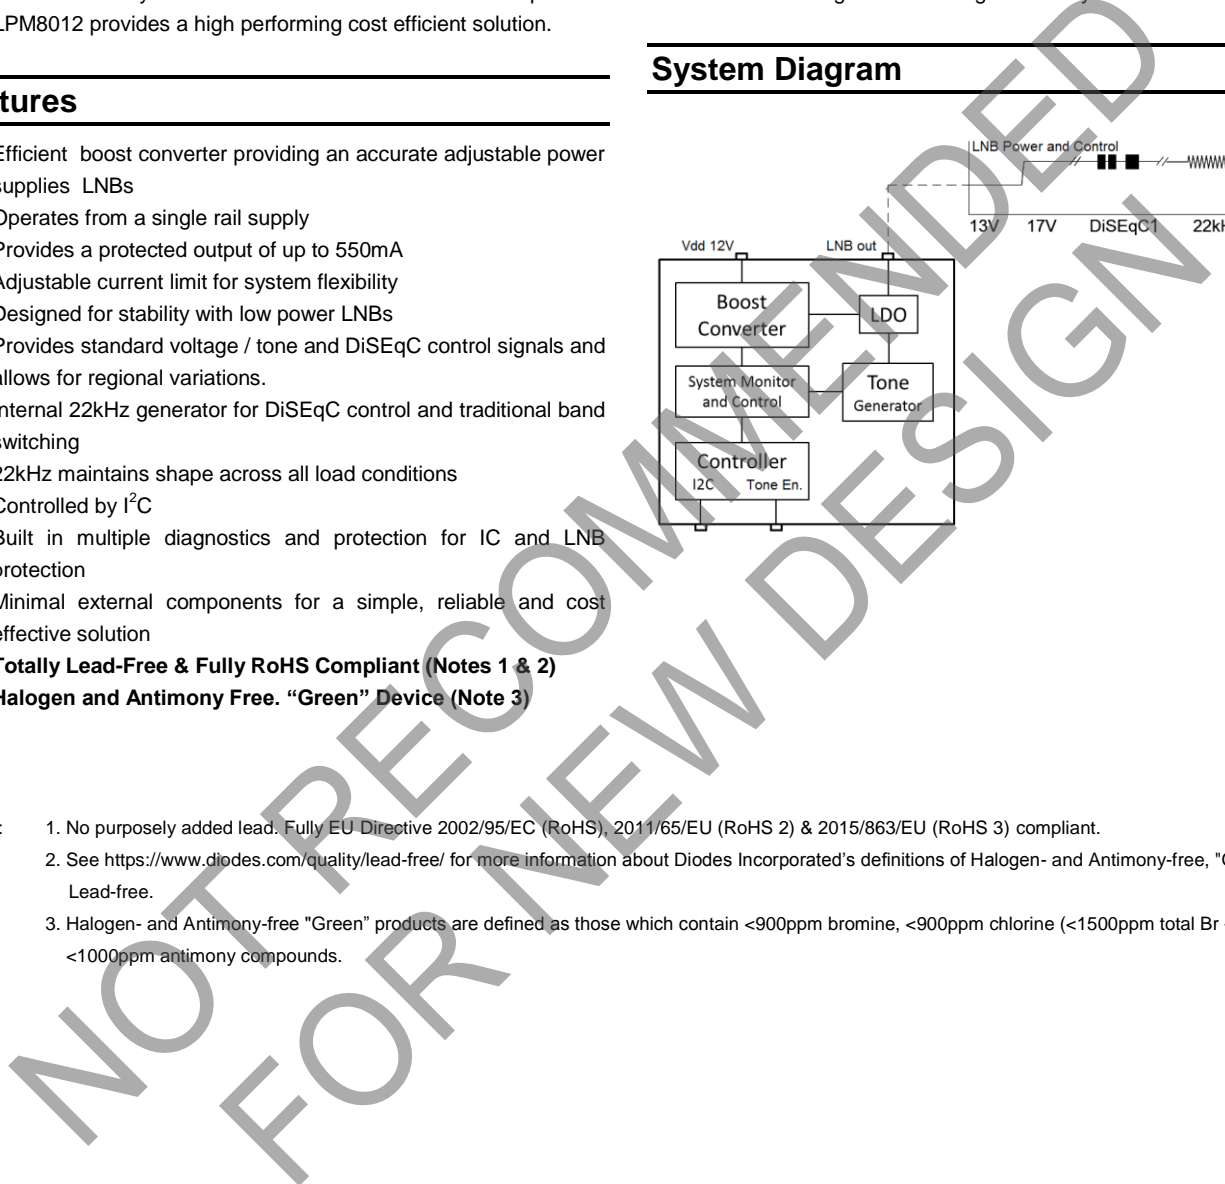 LPM8012 provides a high performing cost efficient solution.
tures
Efficient boost converter providing an accurate adjustable power
supplies LNBs
Operates from a single rail supply
Provides a protected output of up to 550mA
Adjustable current limit for system flexibility
Designed for stability with low power LNBs
Provides standard voltage / tone and DiSEqC control signals and
allows for regional variations.
Internal 22kHz generator for DiSEqC control and traditional band
switching
22kHz maintains shape across all load conditions
Controlled by I²C
Built in multiple diagnostics and protection for IC and LNB
protection
Minimal external components for a simple, reliable and cost
effective solution
Totally Lead-Free & Fully RoHS Compliant (Notes 1 & 2)
Halogen and Antimony Free. “Green” Device (Note 3)
System Diagram
LNB Power and Control
13V 17V DiSEqC1 22kH
Vdd 12V LNB out
Boost
Converter
LDO
System Monitor
and Control
Tone
Generator
Controller
I2C Tone En.
: 1. No purposely added lead. Fully EU Directive 2002/95/EC (RoHS), 2011/65/EU (RoHS 2) & 2015/863/EU (RoHS 3) compliant.
2. See https://www.diodes.com/quality/lead-free/ for more information about Diodes Incorporated’s definitions of Halogen- and Antimony-free, "G
Lead-free.
3. Halogen- and Antimony-free "Green” products are defined as those which contain <900ppm bromine, <900ppm chlorine (<1500ppm total Br
<1000ppm antimony compounds.
NOT RECOMMENDED
FOR NEW DESIGN